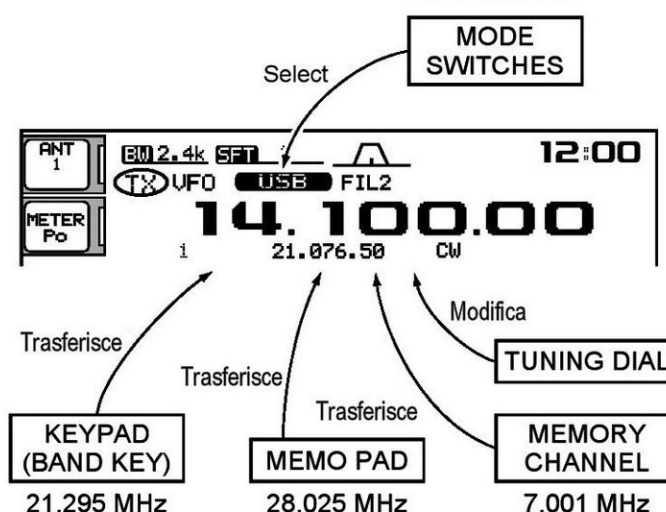 MODE
SWITCHES
Select
ANT
1
BW 2.4k SFT
12:00
TX VFO USB FIL2
METER
Po
14.100.00
i 21.076.50 CW
Trasferisce
Trasferisce
Trasferisce
Modifica
TUNING DIAL
KEYPAD
(BAND KEY)
MEMO PAD
MEMORY
CHANNEL
21.295 MHz
28.025 MHz
7.001 MHz